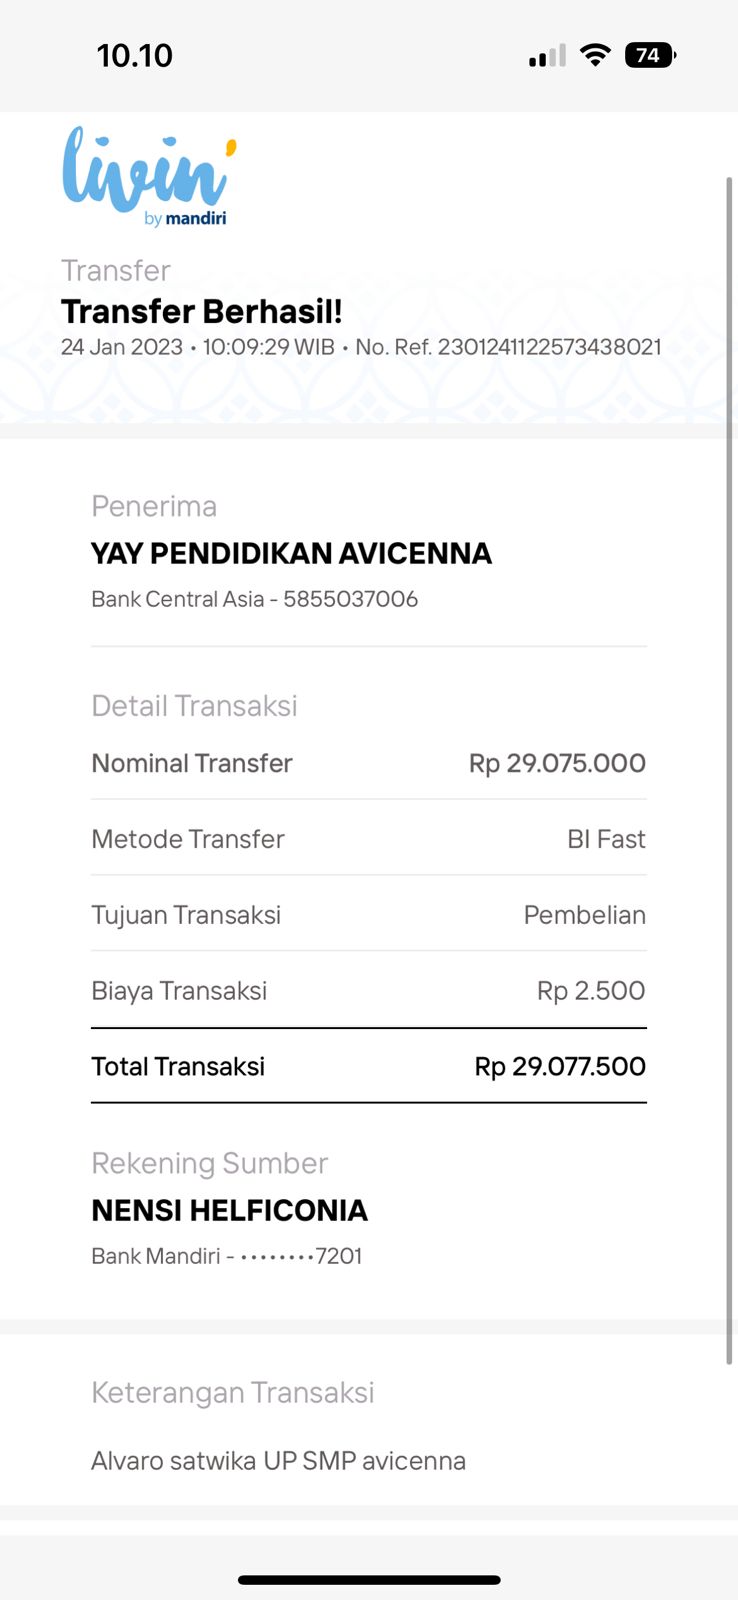 10.10
74
livin'
by mandiri
Transfer
Transfer Berhasil!
24 Jan 2023 • 10:09:29 WIB • No. Ref. 2301241122573438021
Penerima
YAY PENDIDIKAN AVICENNA
Bank Central Asia - 5855037006
Detail Transaksi
Nominal Transfer Rp 29.075.000
Metode Transfer BI Fast
Tujuan Transaksi Pembelian
Biaya Transaksi Rp 2.500
Total Transaksi Rp 29.077.500
Rekening Sumber
NENSI HELFICONIA
Bank Mandiri - ••••••••7201
Keterangan Transaksi
Alvaro satwika UP SMP avicenna